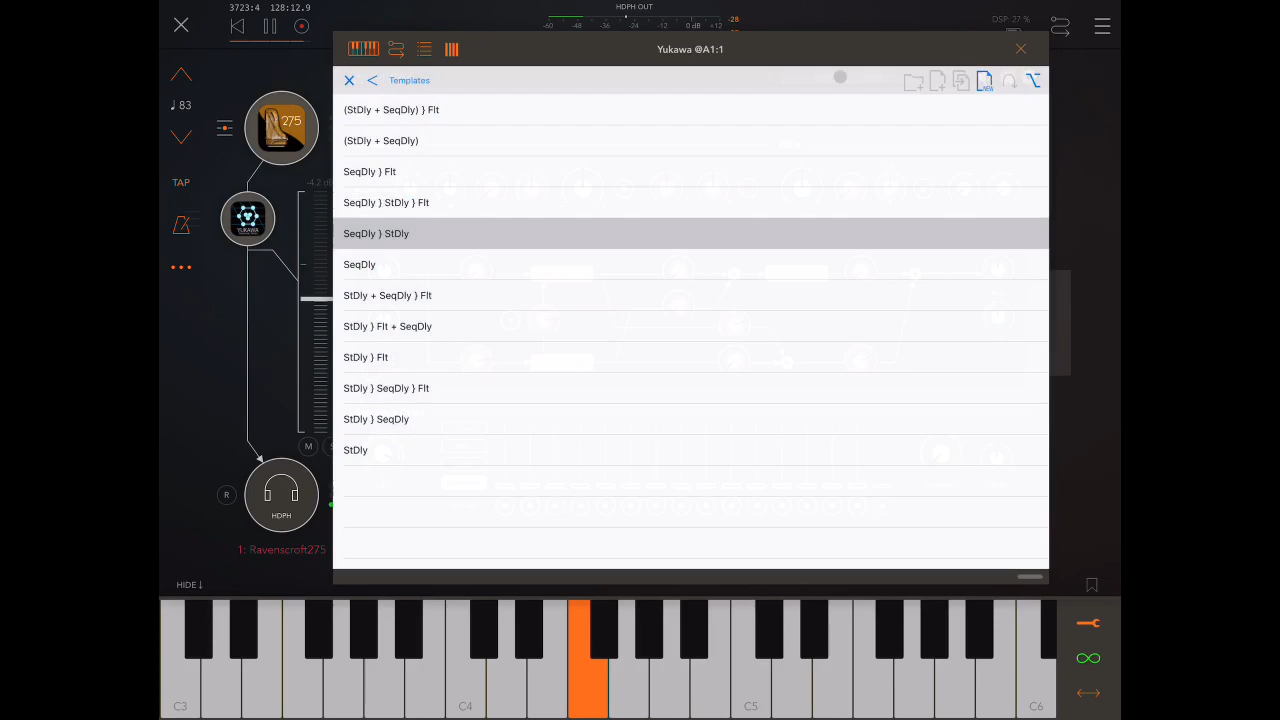 3723:4 128:12.9
HDPH OUT
-60 -48 -36 -24 -12 0 dB +12
-28
DSP: 27 %
Yukawa @A1:1
Templates
NEW
♩ 83
275
(StDly + SeqDly) } Flt
(StDly + SeqDly)
SeqDly } Flt
TAP
-4.2 d
SeqDly } StDly } Flt
YUKAWA
SeqDly } StDly
SeqDly
StDly + SeqDly } Flt
StDly } Flt + SeqDly
StDly } Flt
StDly } SeqDly } Flt
StDly } SeqDly
M
StDly
R
HDPH
1: Ravenscroft275
HIDE↓
C3
C4
C5
C6